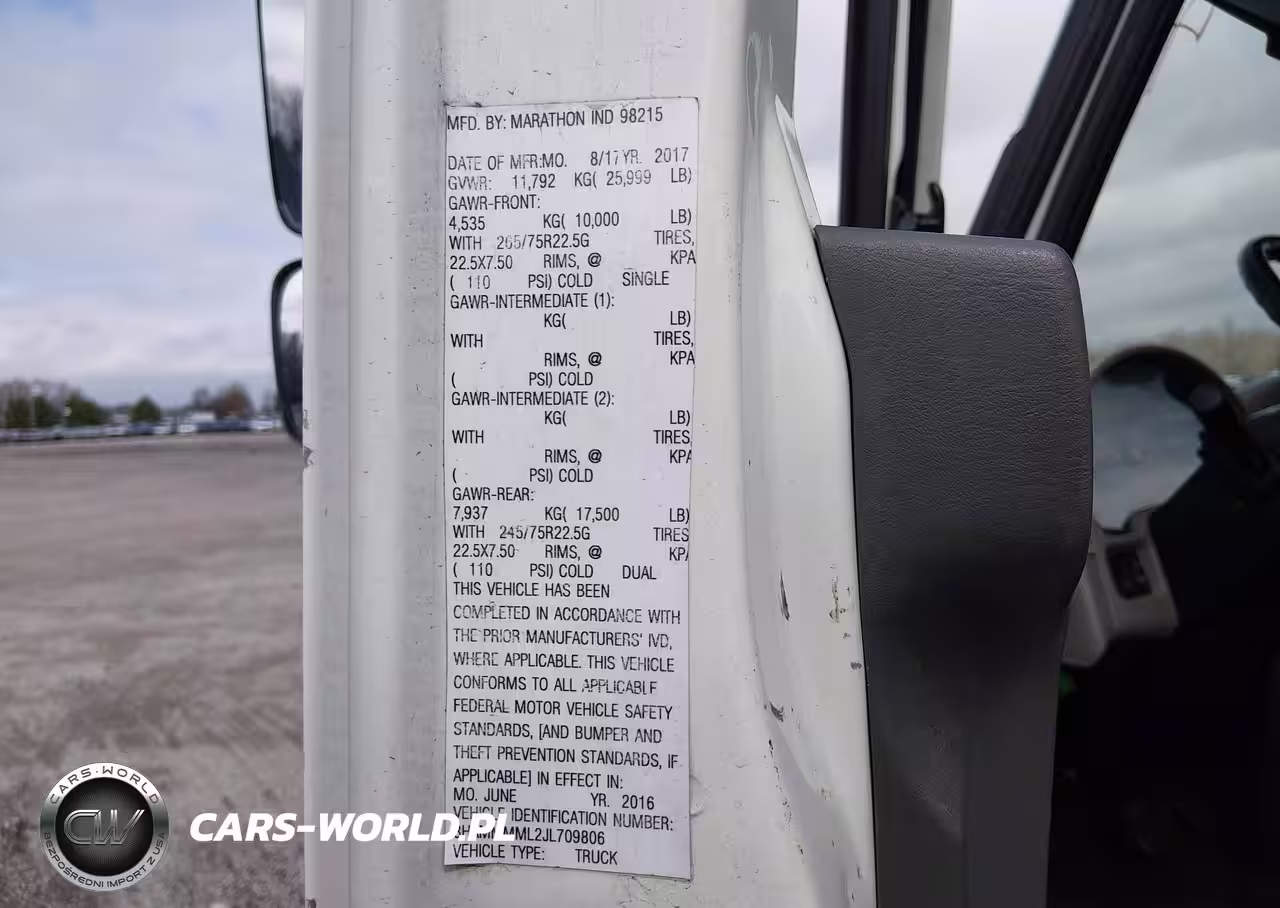 MFD. BY: MARATHON IND 98215
DATE OF MFR:MO. 8/17 YR. 2017
GVWR: 11,792 KG( 25,999 LB)
GAWR-FRONT:
4,535 KG( 10,000 LB)
WITH 265/75R22.5G TIRES,
22.5X7.50 RIMS, @ KPA
( 110 PSI) COLD SINGLE
GAWR-INTERMEDIATE (1):
KG( LB)
WITH TIRES,
RIMS, @ KPA
( PSI) COLD
GAWR-INTERMEDIATE (2):
KG( LB)
WITH TIRES,
RIMS, @ KPA
( PSI) COLD
GAWR-REAR:
7,937 KG( 17,500 LB)
WITH 245/75R22.5G TIRES
22.5X7.50 RIMS, @ KPA
( 110 PSI) COLD DUAL
THIS VEHICLE HAS BEEN
COMPLETED IN ACCORDANCE WITH
THE PRIOR MANUFACTURERS' IVD,
WHERE APPLICABLE. THIS VEHICLE
CONFORMS TO ALL APPLICABLE
FEDERAL MOTOR VEHICLE SAFETY
STANDARDS, [AND BUMPER AND
THEFT PREVENTION STANDARDS, IF
APPLICABLE] IN EFFECT IN:
MO. JUNE YR. 2016
VEHICLE IDENTIFICATION NUMBER:
VEHICLE TYPE: TRUCK
CARS-WORLD
CW
BEZPOŚREDNI IMPORT Z USA
CARS-WORLD.PL